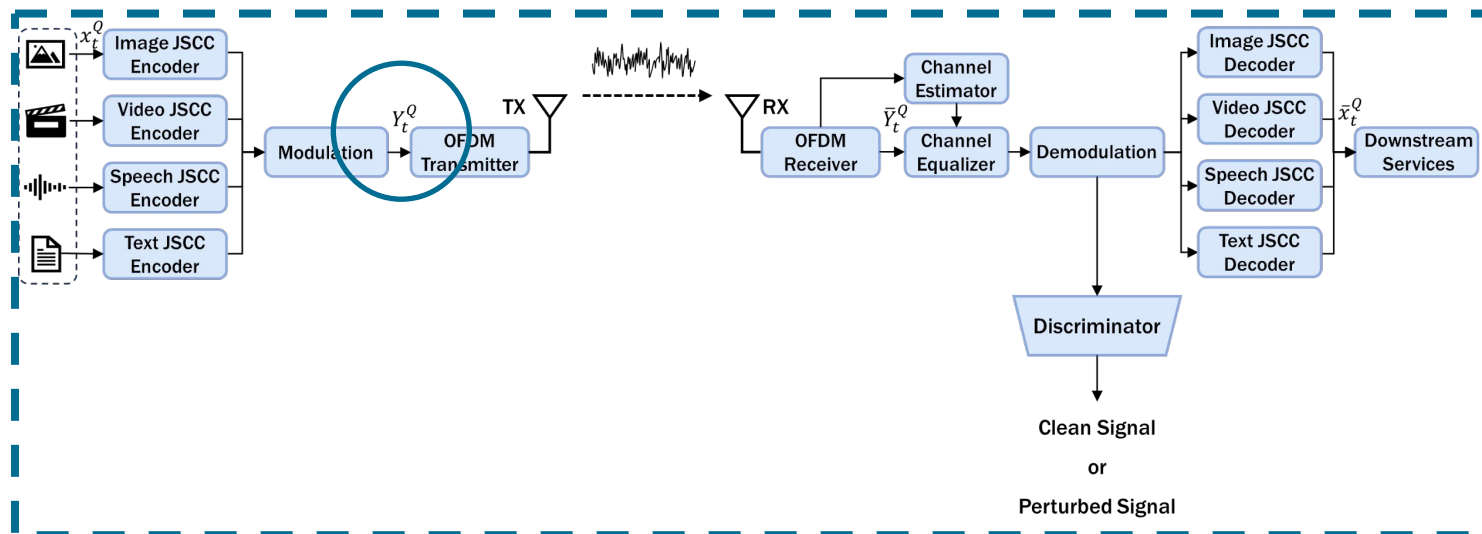 x_t^Q
Image JSCC
Encoder
Video JSCC
Encoder
Speech JSCC
Encoder
Text JSCC
Encoder
Modulation
Y_t^Q
OFDM
Transmitter
TX
RX
OFDM
Receiver
Channel
Estimator
Ȳ_t^Q
Channel
Equalizer
Demodulation
Image JSCC
Decoder
Video JSCC
Decoder
Speech JSCC
Decoder
Text JSCC
Decoder
x̄_t^Q
Downstream
Services
Discriminator
Clean Signal
or
Perturbed Signal